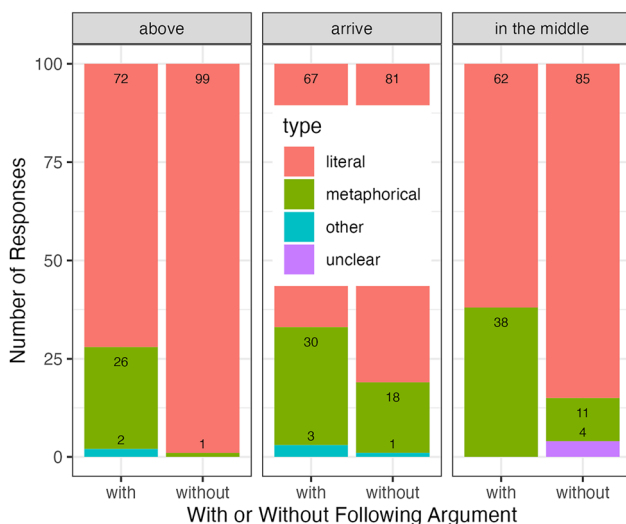 above arrive in the middle
100
75
50
25
0
Number of Responses
72 99 67 81 62 85
type
literal
metaphorical
other
unclear
26 30 38
18 11
2 1 3 1 4
with without with without with without
With or Without Following Argument